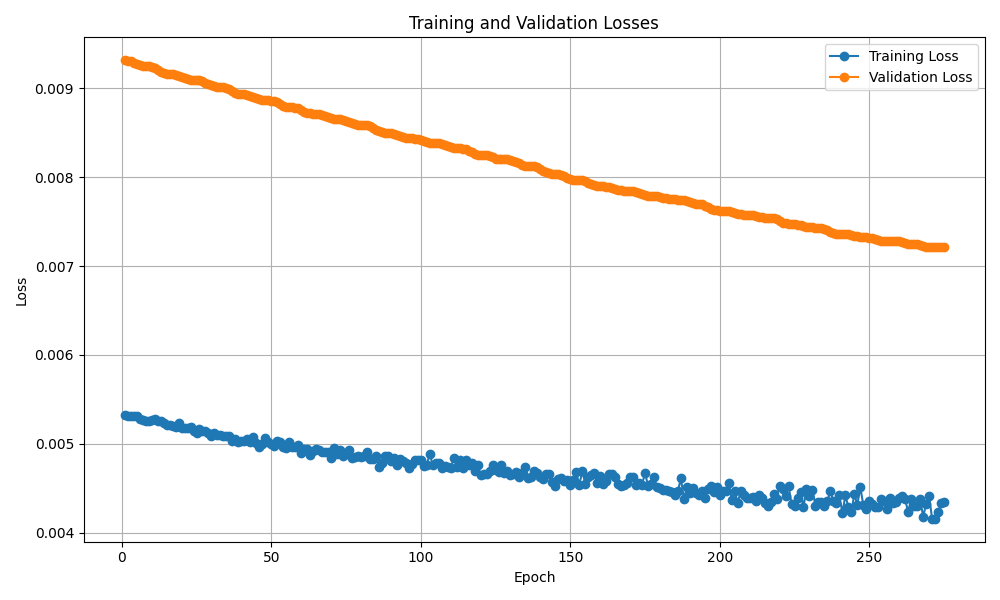 Training and Validation Losses
Training Loss
Validation Loss
Loss
0.009
0.008
0.007
0.006
0.005
0.004
0
50
100
150
200
250
Epoch